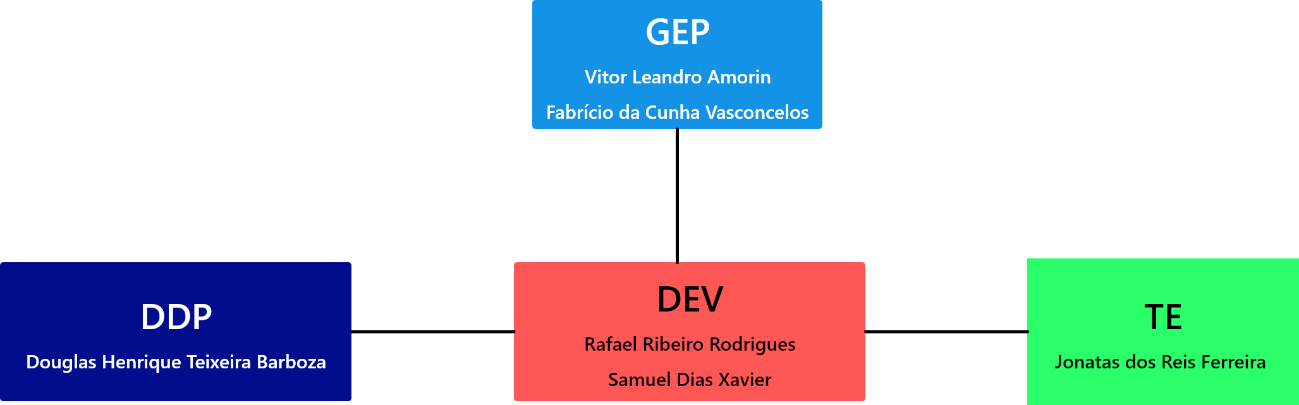 GEP
Vitor Leandro Amorin
Fabrício da Cunha Vasconcelos
DDP
Douglas Henrique Teixeira Barboza
DEV
Rafael Ribeiro Rodrigues
Samuel Dias Xavier
TE
Jonatas dos Reis Ferreira